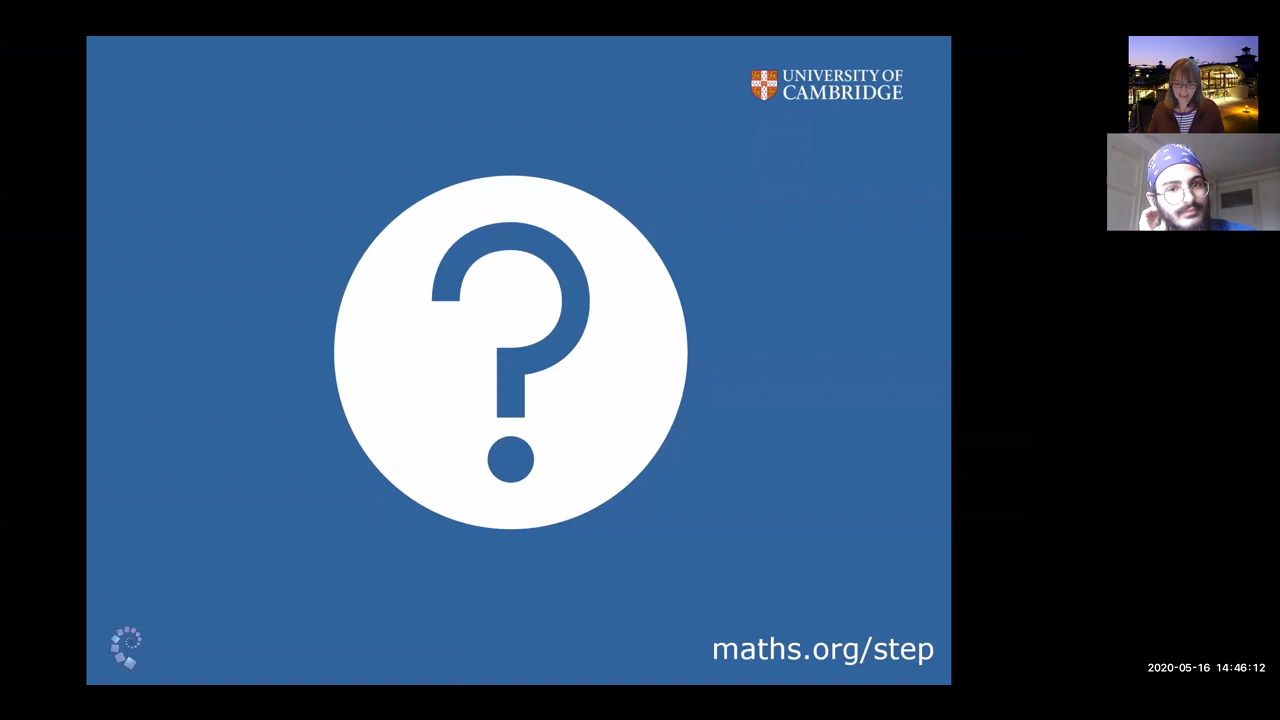 UNIVERSITY OF
CAMBRIDGE
?
maths.org/step
2020-05-16 14:46:12